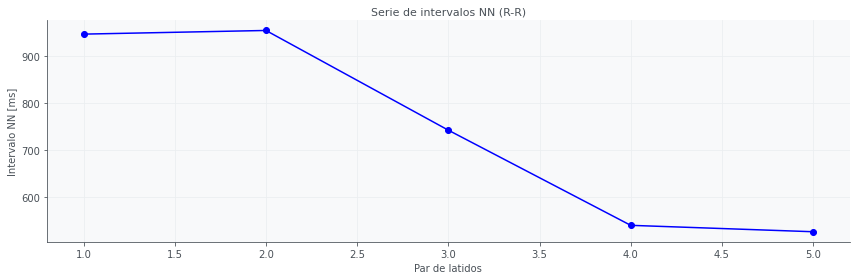 Serie de intervalos NN (R-R)
Intervalo NN [ms]
900
800
700
600
1.0 1.5 2.0 2.5 3.0 3.5 4.0 4.5 5.0
Par de latidos